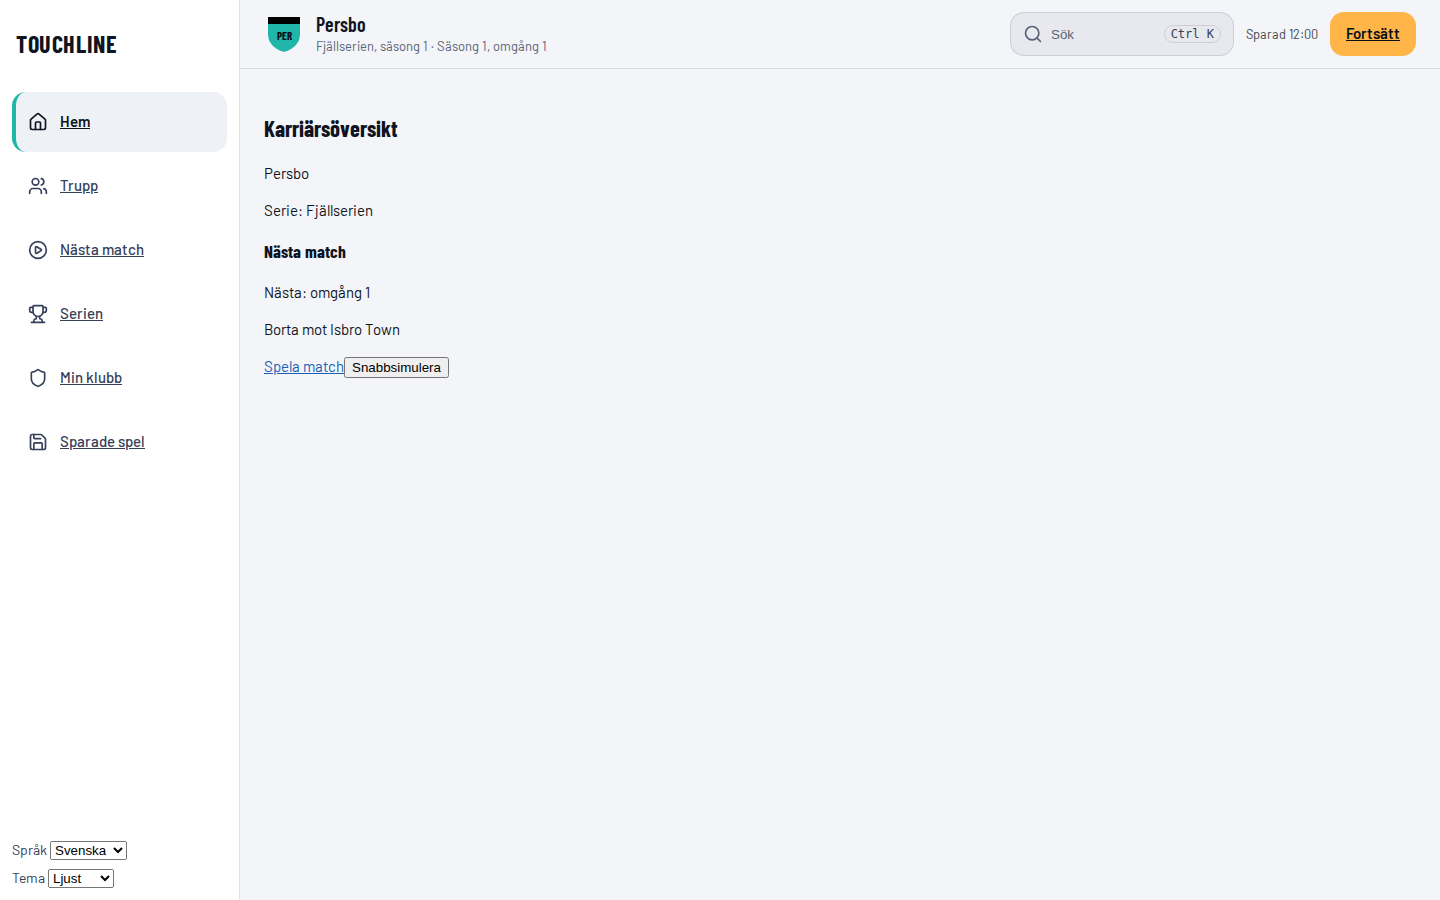 TOUCHLINE
Hem
Trupp
Nästa match
Serien
Min klubb
Sparade spel
Språk Svenska
Tema Ljust
PER
Persbo
Fjällserien, säsong 1 · Säsong 1, omgång 1
Sök Ctrl K
Sparad 12:00
Fortsätt
Karriärsöversikt
Persbo
Serie: Fjällserien
Nästa match
Nästa: omgång 1
Borta mot Isbro Town
Spela match Snabbsimulera